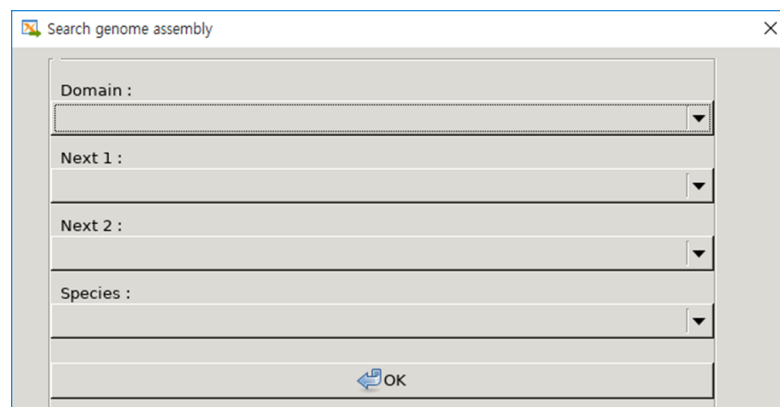 Search genome assembly
Domain :
Next 1 :
Next 2 :
Species :
OK